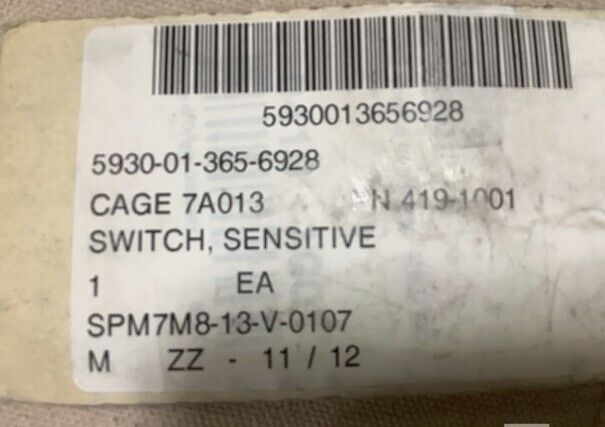 5930013656928
5930-01-365-6928
CAGE 7A013 N 419-1001
SWITCH, SENSITIVE
1 EA
SPM7M8-13-V-0107
M ZZ - 11 / 12